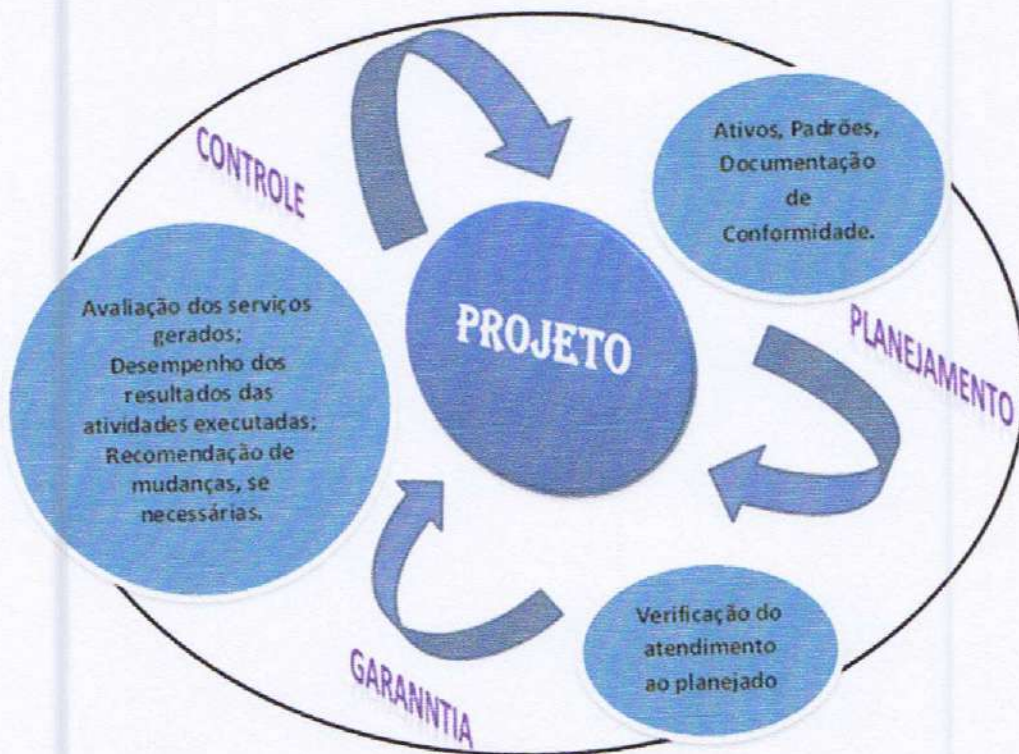 CONTROLE
Ativos, Padrões,
Documentação
de
Conformidade.
PROJETO
PLANEJAMENTO
Avaliação dos serviços
gerados;
Desempenho dos
resultados das
atividades executadas;
Recomendação de
mudanças, se
necessárias.
Verificação do
atendimento
ao planejado
GARANNTIA